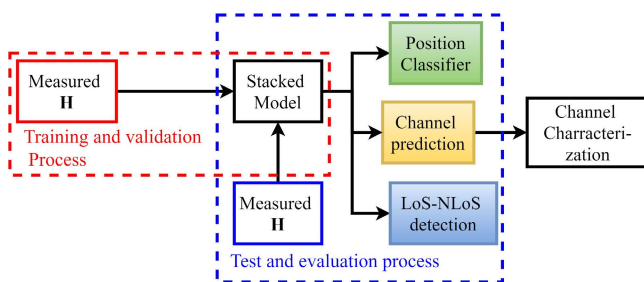 Measured
H
Training and validation
Process
Stacked
Model
Measured
H
Test and evaluation process
Position
Classifier
Channel
prediction
LoS-NLoS
detection
Channel
Charracteri-
zation